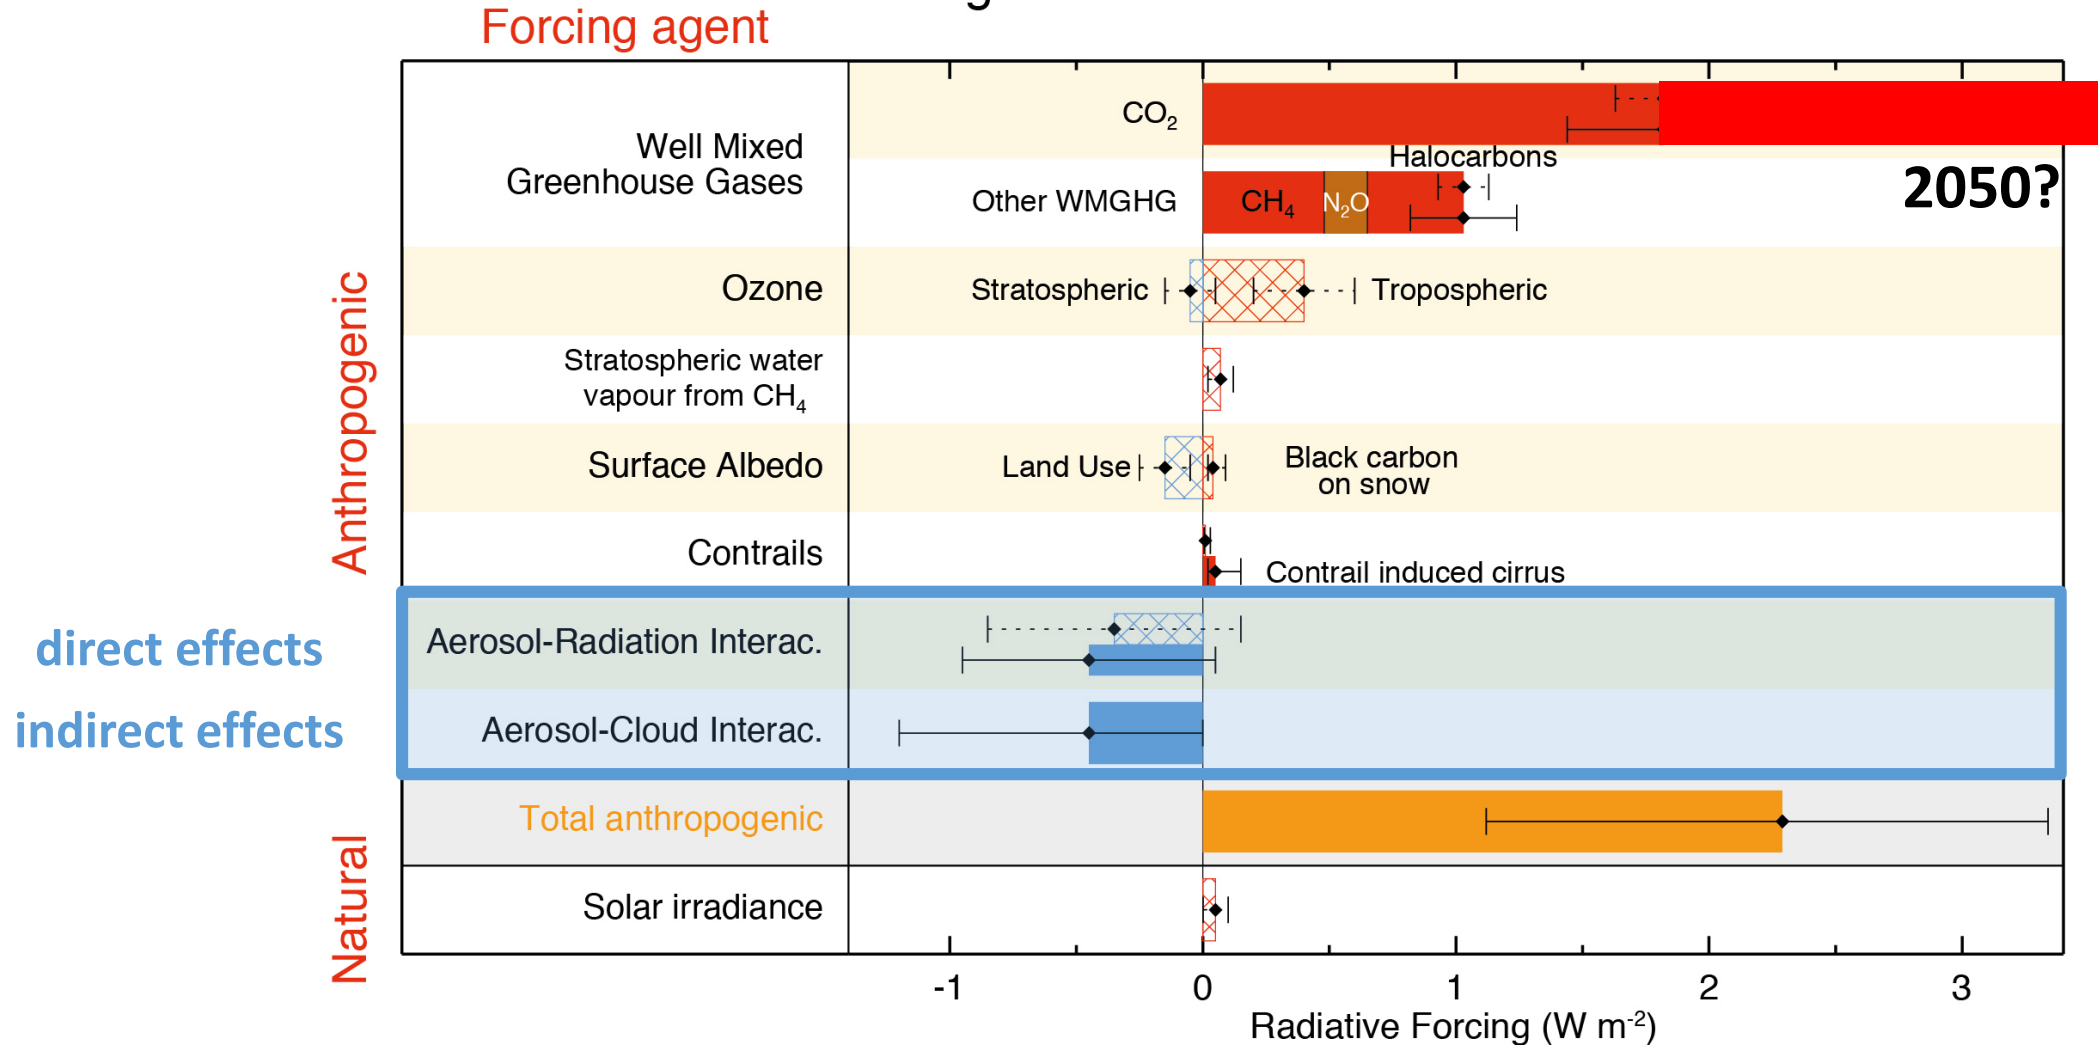 Forcing agent
CO₂
Well Mixed
Greenhouse Gases
Halocarbons
Other WMGHG
CH₄
N₂O
2050?
Anthropogenic
Ozone
Stratospheric
Tropospheric
Stratospheric water
vapour from CH₄
Surface Albedo
Land Use
Black carbon
on snow
Contrails
Contrail induced cirrus
direct effects
Aerosol-Radiation Interac.
indirect effects
Aerosol-Cloud Interac.
Total anthropogenic
Natural
Solar irradiance
-1 0 1 2 3
Radiative Forcing (W m⁻²)